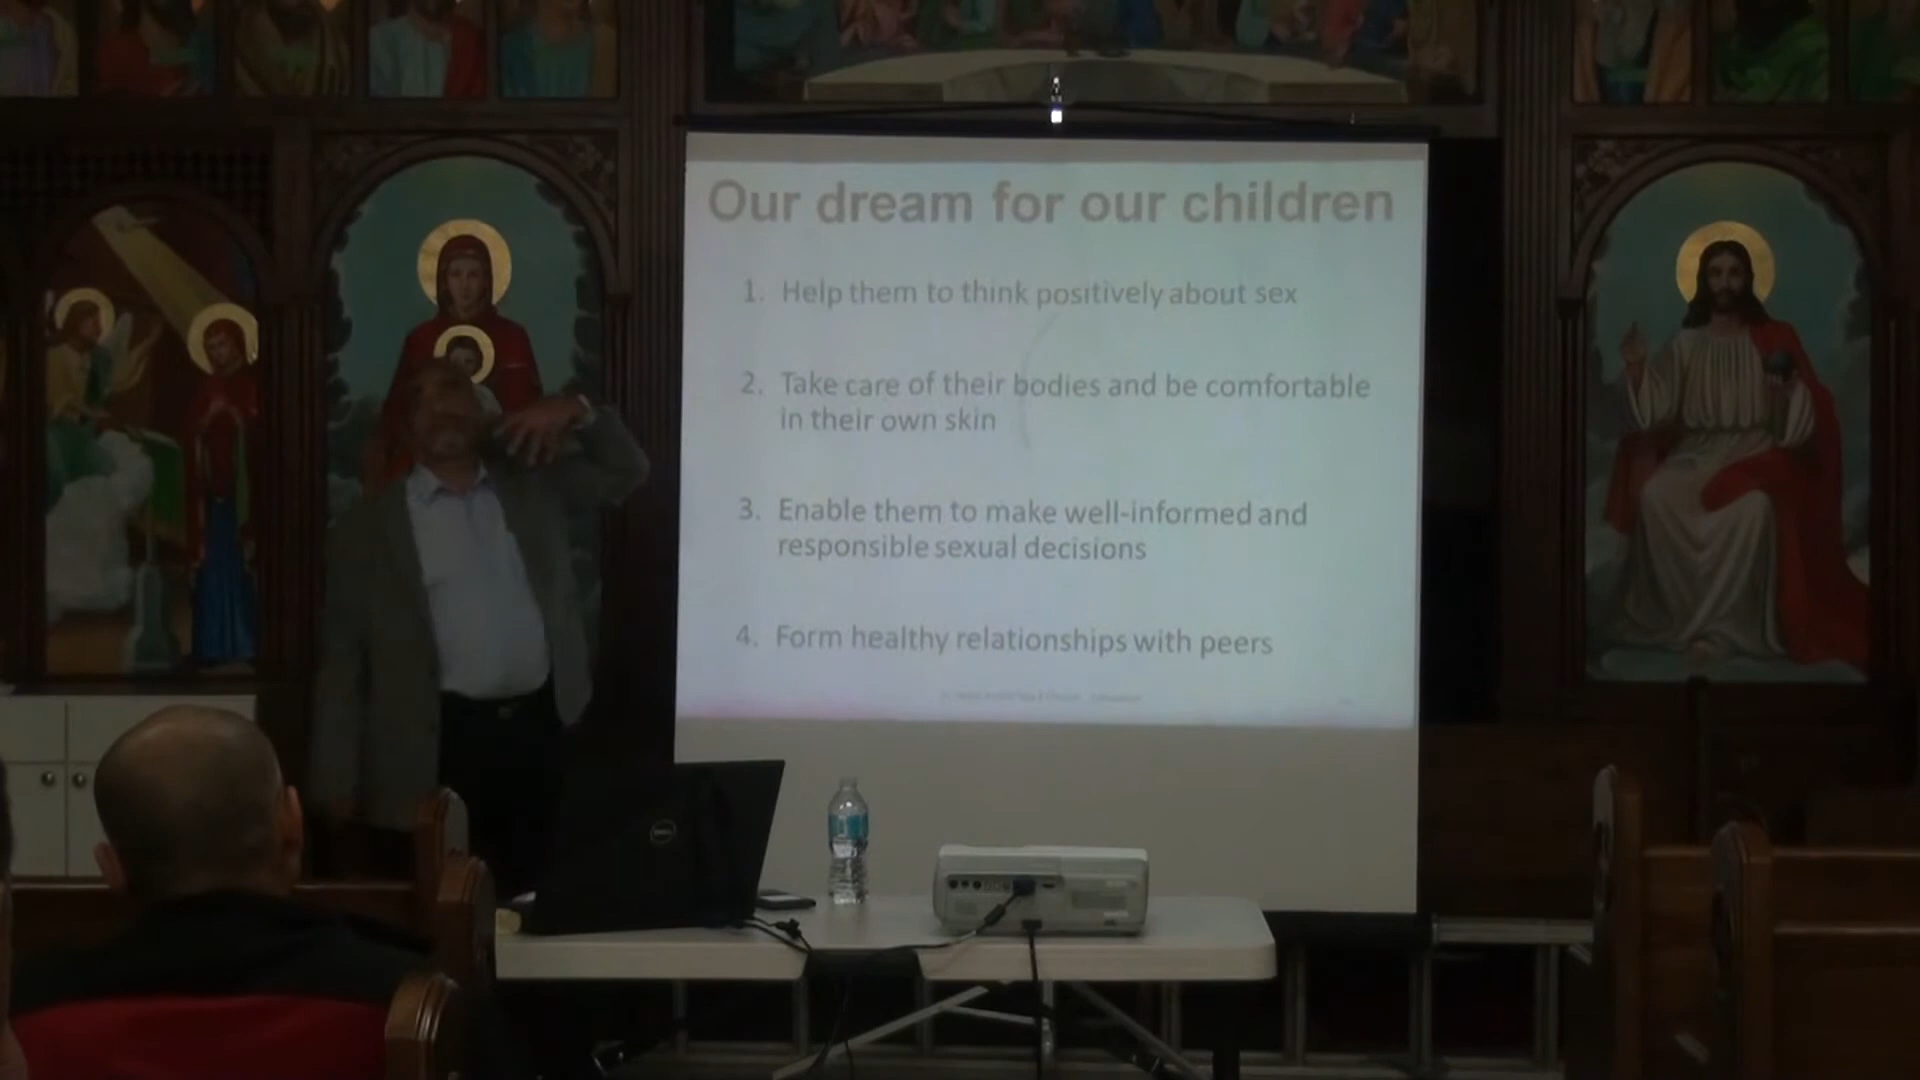 Our dream for our children
1. Help them to think positively about sex
2. Take care of their bodies and be comfortable
in their own skin
3. Enable them to make well-informed and
responsible sexual decisions
4. Form healthy relationships with peers
DELL